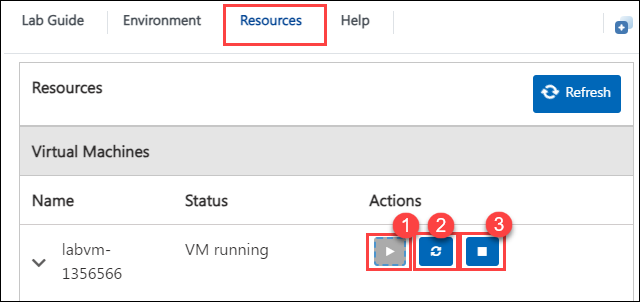 Lab Guide Environment Resources Help
Resources
Refresh
Virtual Machines
Name Status Actions
1 2 3
labvm-
1356566
VM running